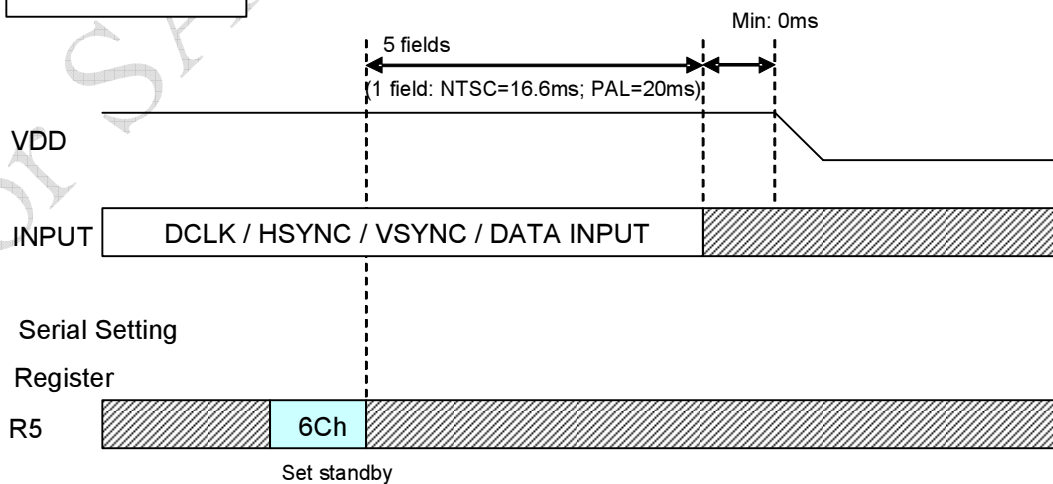 Min: 0ms
5 fields
(1 field: NTSC=16.6ms; PAL=20ms)
VDD
INPUT
DCLK / HSYNC / VSYNC / DATA INPUT
Serial Setting
Register
R5
6Ch
Set standby